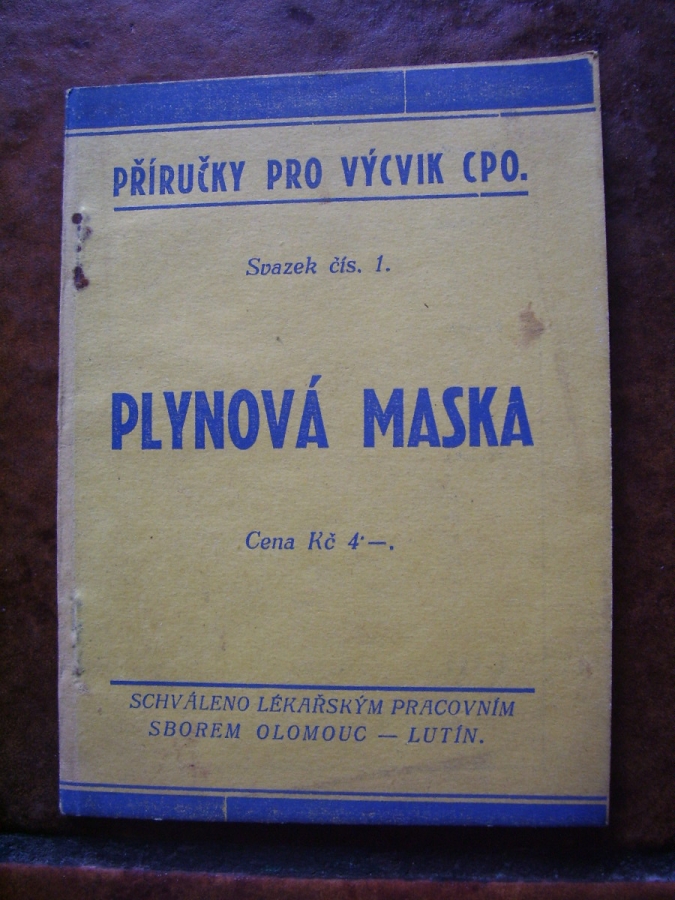 PŘÍRUČKY PRO VÝCVIK CPO.
Svazek čís. 1.
PLYNOVÁ MASKA
Cena Kč 4·—.
SCHVÁLENO LÉKAŘSKÝM PRACOVNÍM
SBOREM OLOMOUC — LUTÍN.